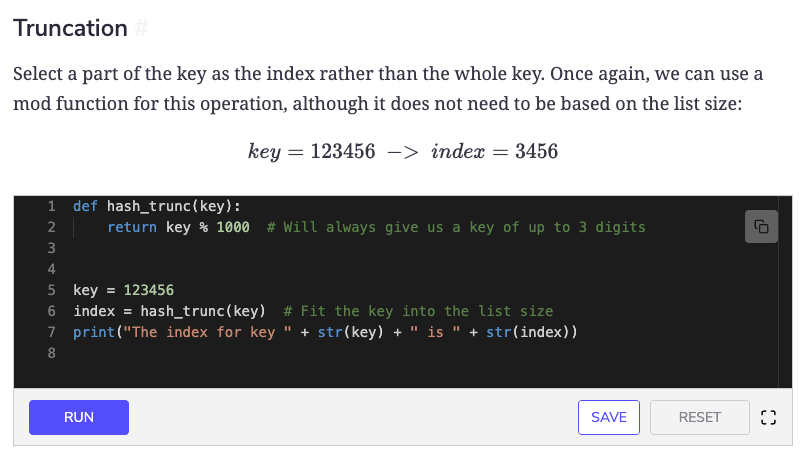 Truncation #
Select a part of the key as the index rather than the whole key. Once again, we can use a
mod function for this operation, although it does not need to be based on the list size:
key = 123456 −> index = 3456
1 def hash_trunc(key):
2     return key % 1000  # Will always give us a key of up to 3 digits
3
4
5 key = 123456
6 index = hash_trunc(key)  # Fit the key into the list size
7 print("The index for key " + str(key) + " is " + str(index))
8
RUN SAVE RESET